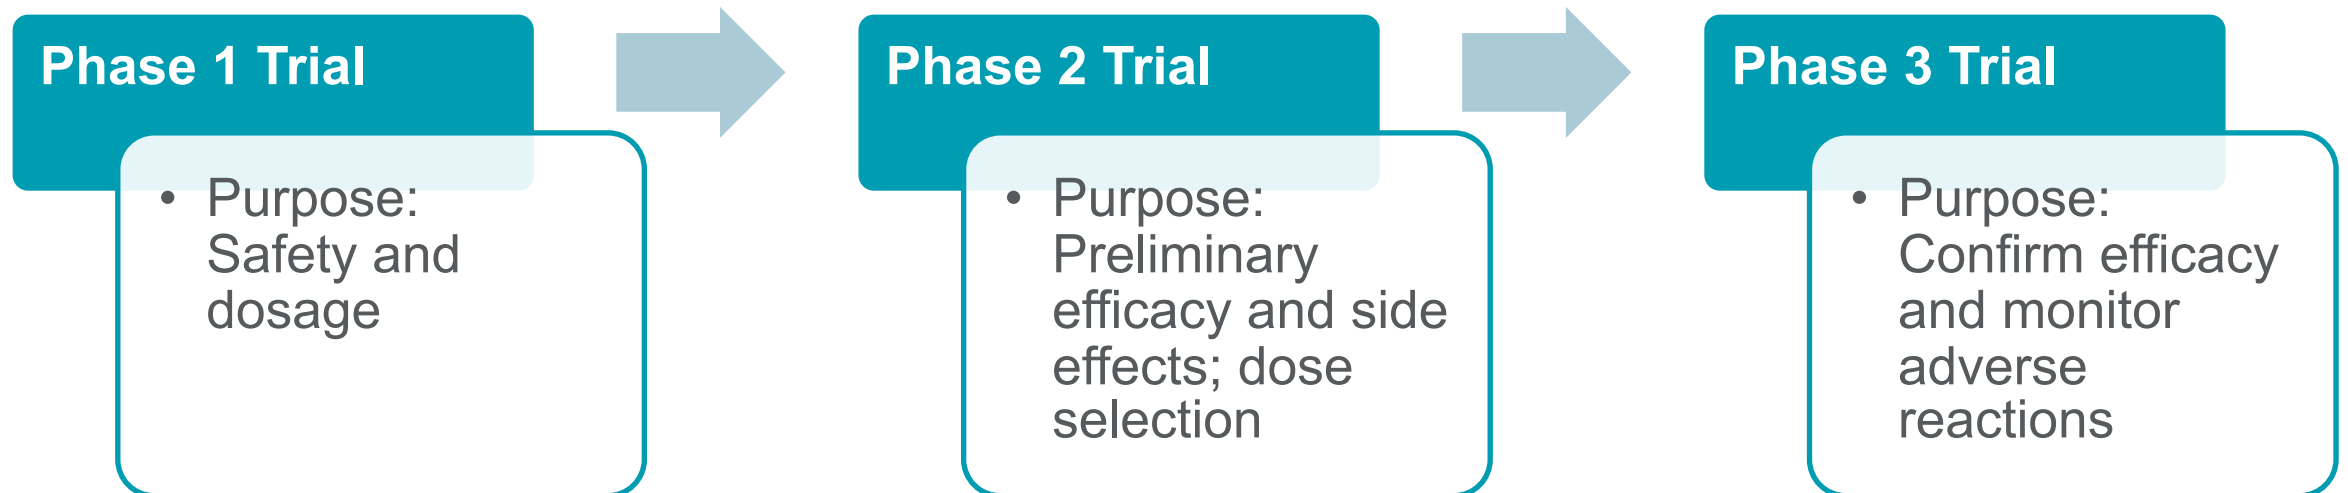 Phase 1 Trial
• Purpose:
Safety and
dosage
Phase 2 Trial
• Purpose:
Preliminary
efficacy and side
effects; dose
selection
Phase 3 Trial
• Purpose:
Confirm efficacy
and monitor
adverse
reactions